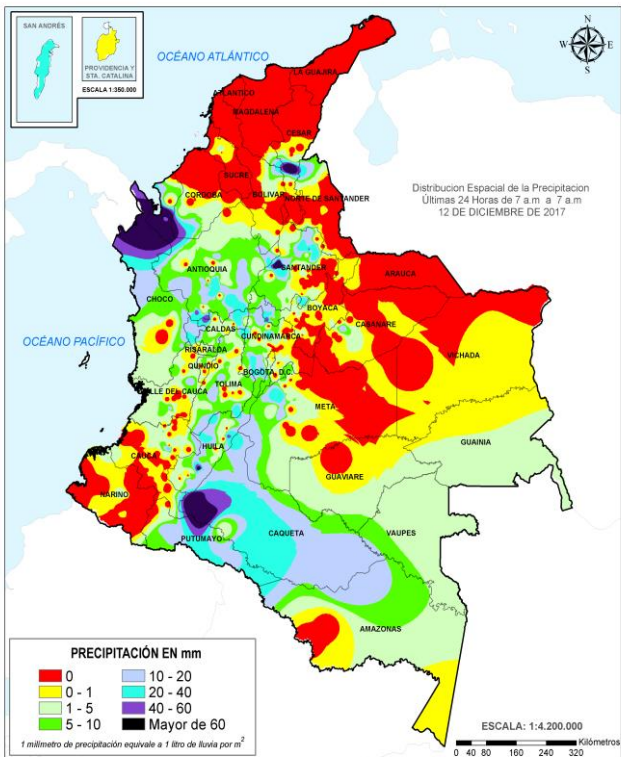 SAN ANDRÉS
PROVIDENCIA Y
STA. CATALINA
ESCALA 1:350.000
OCÉANO ATLÁNTICO
N
W E
S
LA GUAJIRA
ATLANTICO
MAGDALENA
CESAR
SUCRE
CORDOBA
BOLIVAR
NORTE DE SANTANDER
Distribucion Espacial de la Precipitacion
Últimas 24 Horas de 7 a.m a 7 a.m
12 DE DICIEMBRE DE 2017
ANTIOQUIA
SANTANDER
ARAUCA
CHOCO
BOYACA
CASANARE
CALDAS
CUNDINAMARCA
OCÉANO PACÍFICO
RISARALDA
VICHADA
QUINDIO
BOGOTA, D.C.
VALLE DEL CAUCA
TOLIMA
META
GUAINIA
CAUCA
HUILA
GUAVIARE
NARIÑO
CAQUETA
VAUPES
PUTUMAYO
AMAZONAS
PRECIPITACIÓN EN mm
0 10 - 20
0 - 1 20 - 40
1 - 5 40 - 60
5 - 10 Mayor de 60
1 milimetro de precipitación equivale a 1 litro de lluvia por m²
ESCALA: 1:4.200.000
Kilómetros
0 40 80 160 240 320